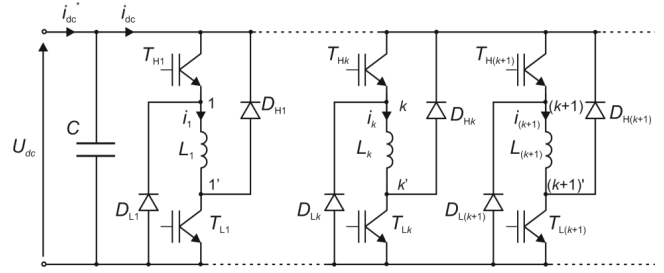 i_dc* i_dc
T_H1 T_Hk T_H(k+1)
1 D_H1 k D_Hk (k+1) D_H(k+1)
i_1 i_k i_(k+1)
C L_1 L_k L_(k+1)
U_dc
1' k' (k+1)'
D_L1 T_L1 D_Lk T_Lk D_L(k+1) T_L(k+1)